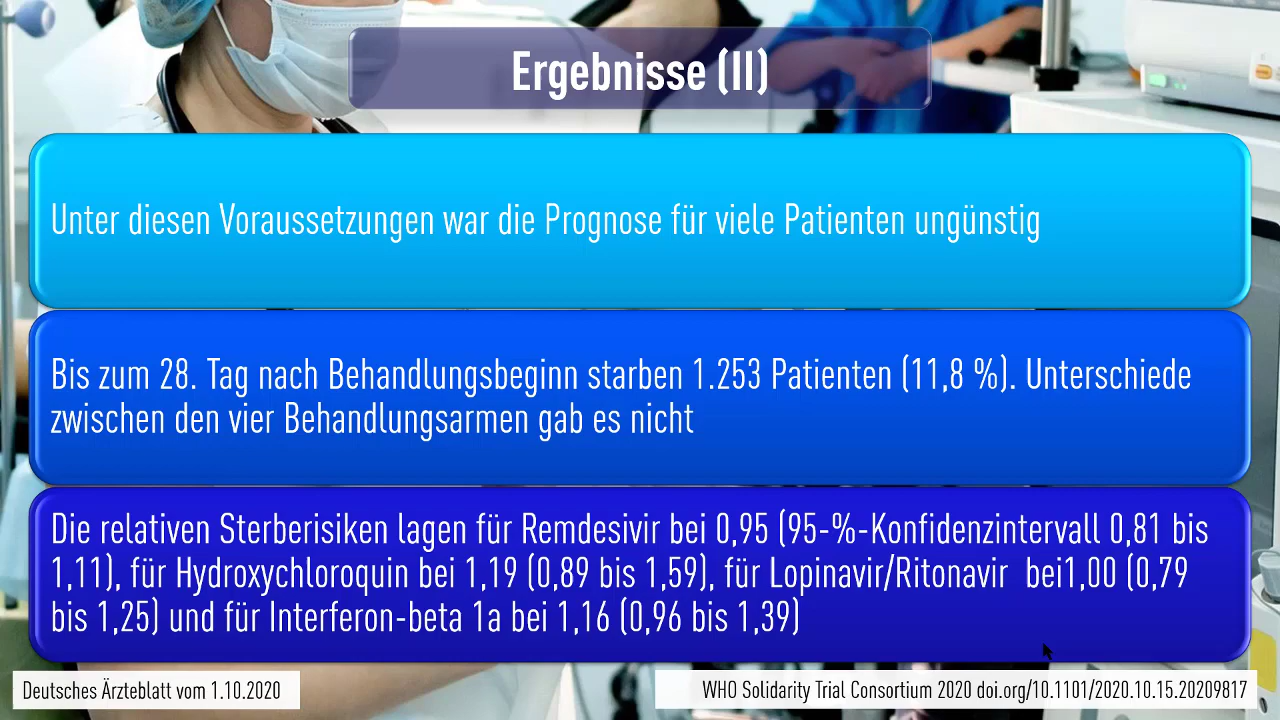 Ergebnisse (II)
Unter diesen Voraussetzungen war die Prognose für viele Patienten ungünstig
Bis zum 28. Tag nach Behandlungsbeginn starben 1.253 Patienten (11,8 %). Unterschiede
zwischen den vier Behandlungsarmen gab es nicht
Die relativen Sterberisiken lagen für Remdesivir bei 0,95 (95-%-Konfidenzintervall 0,81 bis
1,11), für Hydroxychloroquin bei 1,19 (0,89 bis 1,59), für Lopinavir/Ritonavir  bei1,00 (0,79
bis 1,25) und für Interferon-beta 1a bei 1,16 (0,96 bis 1,39)
Deutsches Ärzteblatt vom 1.10.2020
WHO Solidarity Trial Consortium 2020 doi.org/10.1101/2020.10.15.20209817